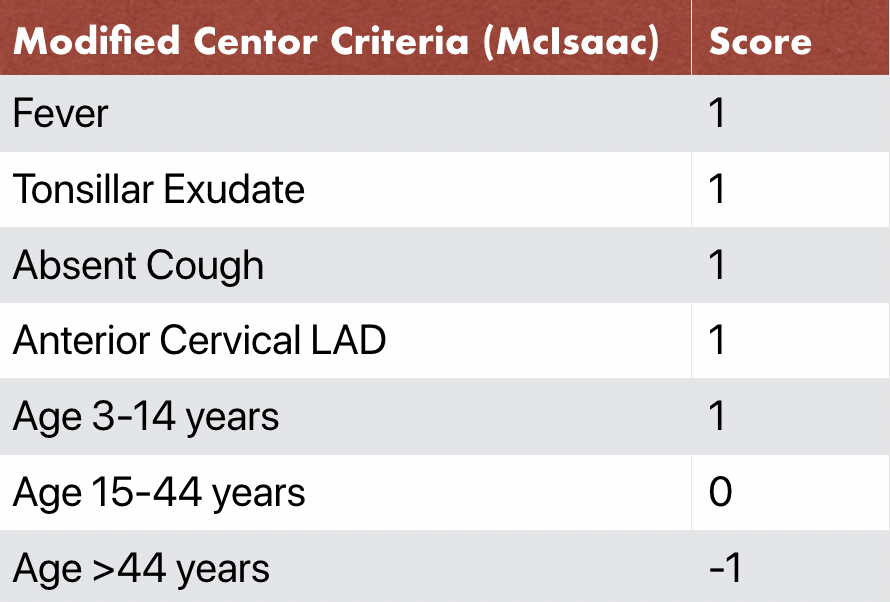 Modified Centor Criteria (McIsaac) Score
Fever 1
Tonsillar Exudate 1
Absent Cough 1
Anterior Cervical LAD 1
Age 3-14 years 1
Age 15-44 years 0
Age >44 years -1